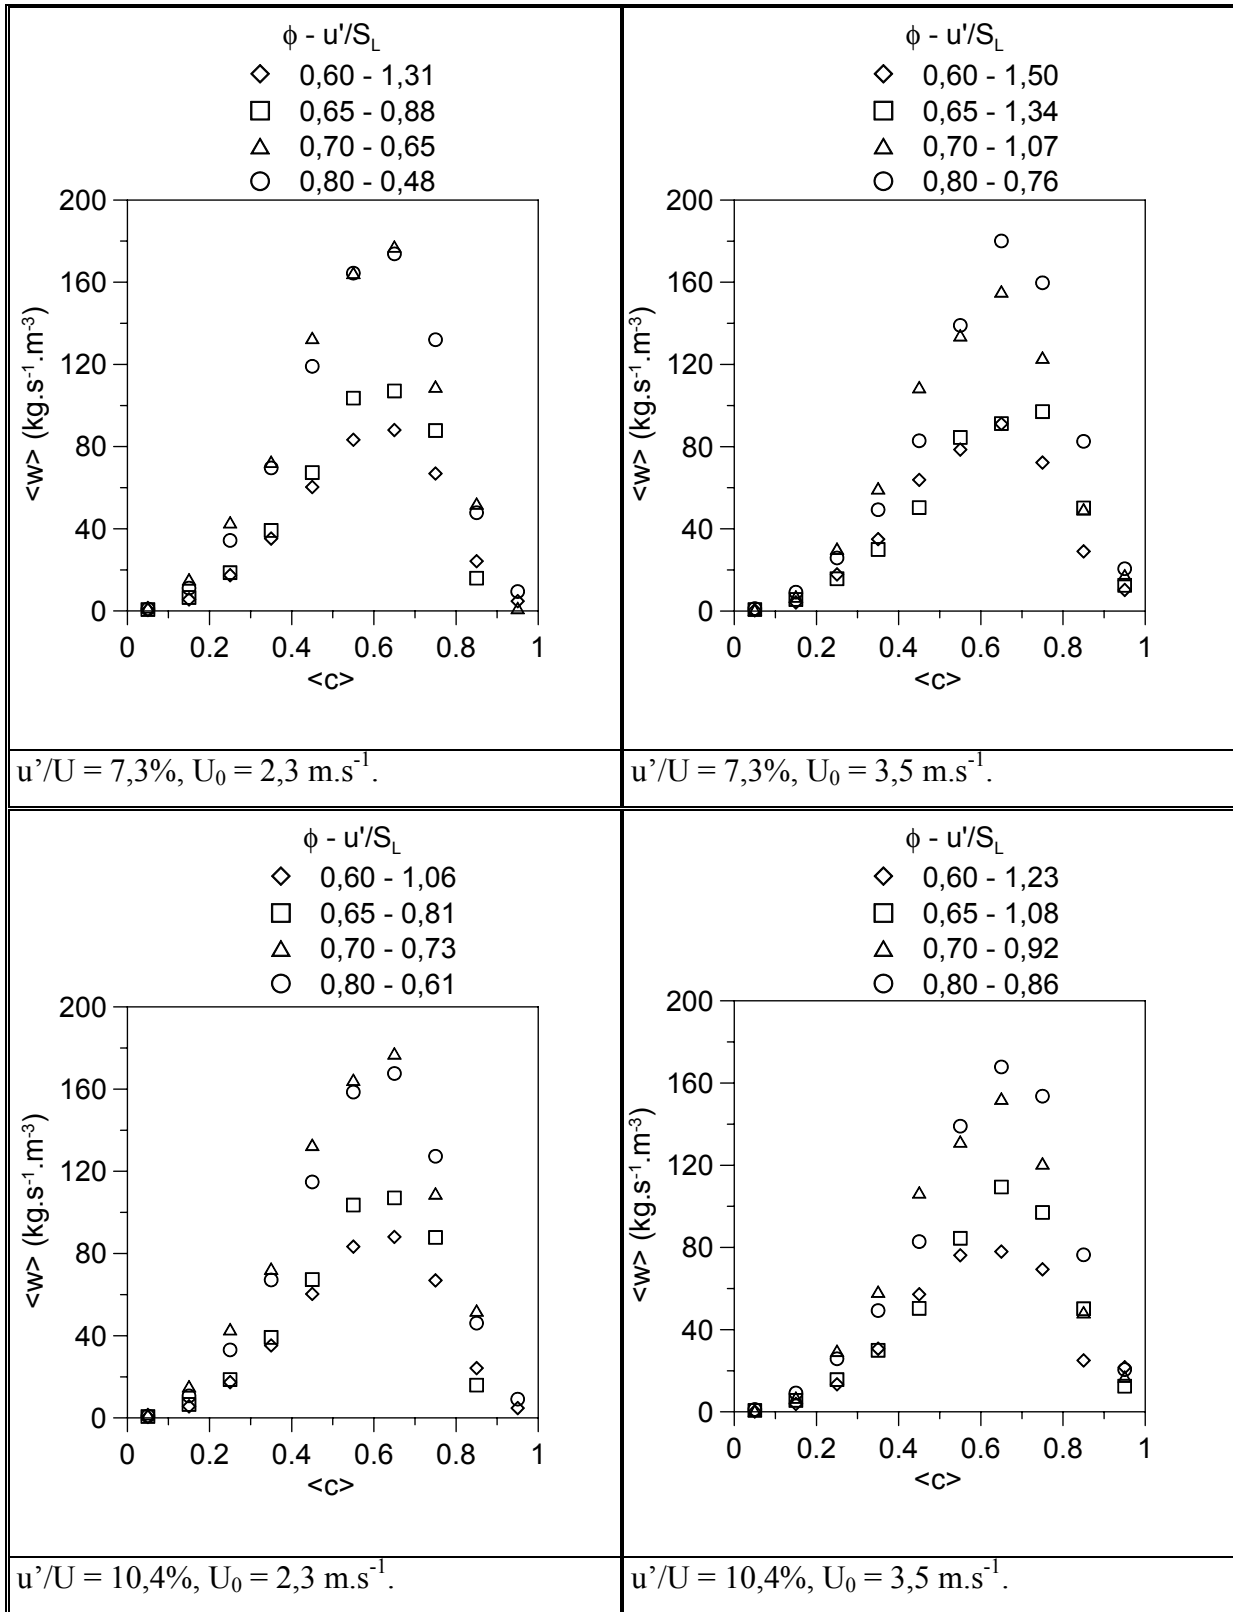 ϕ - u'/S_L
0,60 - 1,31
0,65 - 0,88
0,70 - 0,65
0,80 - 0,48
200
160
120
80
40
0
<w> (kg.s⁻¹.m⁻³)
0 0.2 0.4 0.6 0.8 1
<c>
u'/U = 7,3%, U₀ = 2,3 m.s⁻¹.
ϕ - u'/S_L
0,60 - 1,50
0,65 - 1,34
0,70 - 1,07
0,80 - 0,76
200
160
120
80
40
0
<w> (kg.s⁻¹.m⁻³)
0 0.2 0.4 0.6 0.8 1
<c>
u'/U = 7,3%, U₀ = 3,5 m.s⁻¹.
ϕ - u'/S_L
0,60 - 1,06
0,65 - 0,81
0,70 - 0,73
0,80 - 0,61
200
160
120
80
40
0
<w> (kg.s⁻¹.m⁻³)
0 0.2 0.4 0.6 0.8 1
<c>
u'/U = 10,4%, U₀ = 2,3 m.s⁻¹.
ϕ - u'/S_L
0,60 - 1,23
0,65 - 1,08
0,70 - 0,92
0,80 - 0,86
200
160
120
80
40
0
<w> (kg.s⁻¹.m⁻³)
0 0.2 0.4 0.6 0.8 1
<c>
u'/U = 10,4%, U₀ = 3,5 m.s⁻¹.